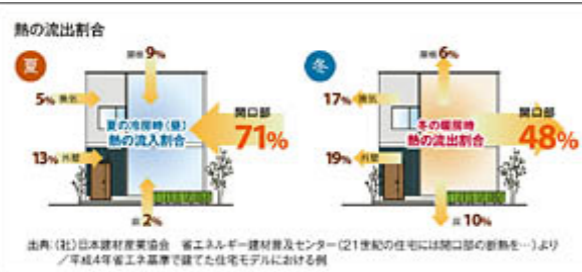 熱の流出割合
夏
屋根 9%
5% 換気
夏の冷房時(昼)
熱の流入割合
開口部
71%
13% 外壁
床 2%
冬
屋根 6%
17% 換気
冬の暖房時
熱の流出割合
開口部
48%
19% 外壁
床 10%
出典:(社)日本建材産業協会 省エネルギー建材普及センター(21世紀の住宅には開口部の断熱を…)より
/平成4年省エネ基準で建てた住宅モデルにおける例